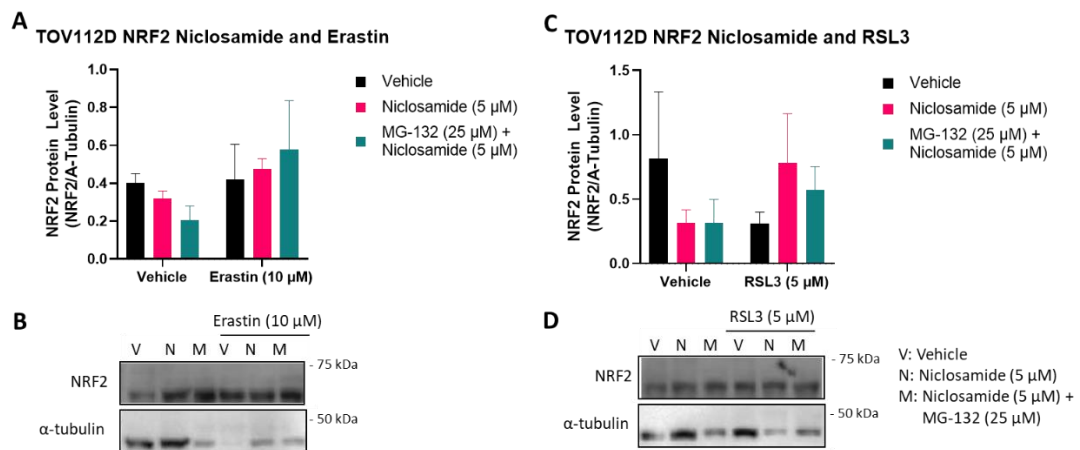 A
TOV112D NRF2 Niclosamide and Erastin
NRF2 Protein Level
(NRF2/A-Tubulin)
1.0
0.8
0.6
0.4
0.2
0.0
Vehicle
Erastin (10 µM)
Vehicle
Niclosamide (5 µM)
MG-132 (25 µM) +
Niclosamide (5 µM)
B
Erastin (10 µM)
V N M V N M
- 75 kDa
NRF2
- 50 kDa
α-tubulin
C
TOV112D NRF2 Niclosamide and RSL3
NRF2 Protein Level
(NRF2/A-Tubulin)
1.5
1.0
0.5
0.0
Vehicle
RSL3 (5 µM)
Vehicle
Niclosamide (5 µM)
MG-132 (25 µM) +
Niclosamide (5 µM)
D
RSL3 (5 µM)
V N M V N M
- 75 kDa
NRF2
- 50 kDa
α-tubulin
V: Vehicle
N: Niclosamide (5 µM)
M: Niclosamide (5 µM) +
MG-132 (25 µM)